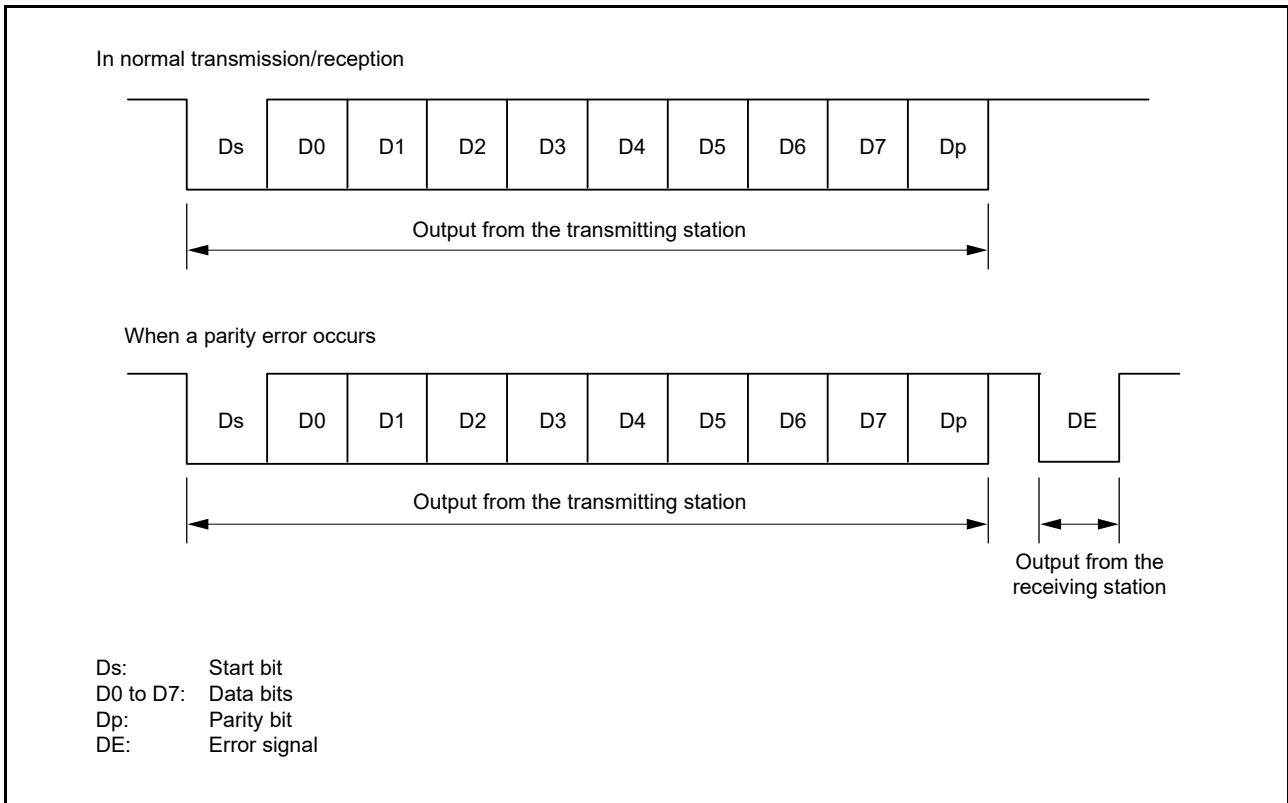 In normal transmission/reception
Ds D0 D1 D2 D3 D4 D5 D6 D7 Dp
Output from the transmitting station
When a parity error occurs
Ds D0 D1 D2 D3 D4 D5 D6 D7 Dp DE
Output from the transmitting station
Output from the
receiving station
Ds: Start bit
D0 to D7: Data bits
Dp: Parity bit
DE: Error signal